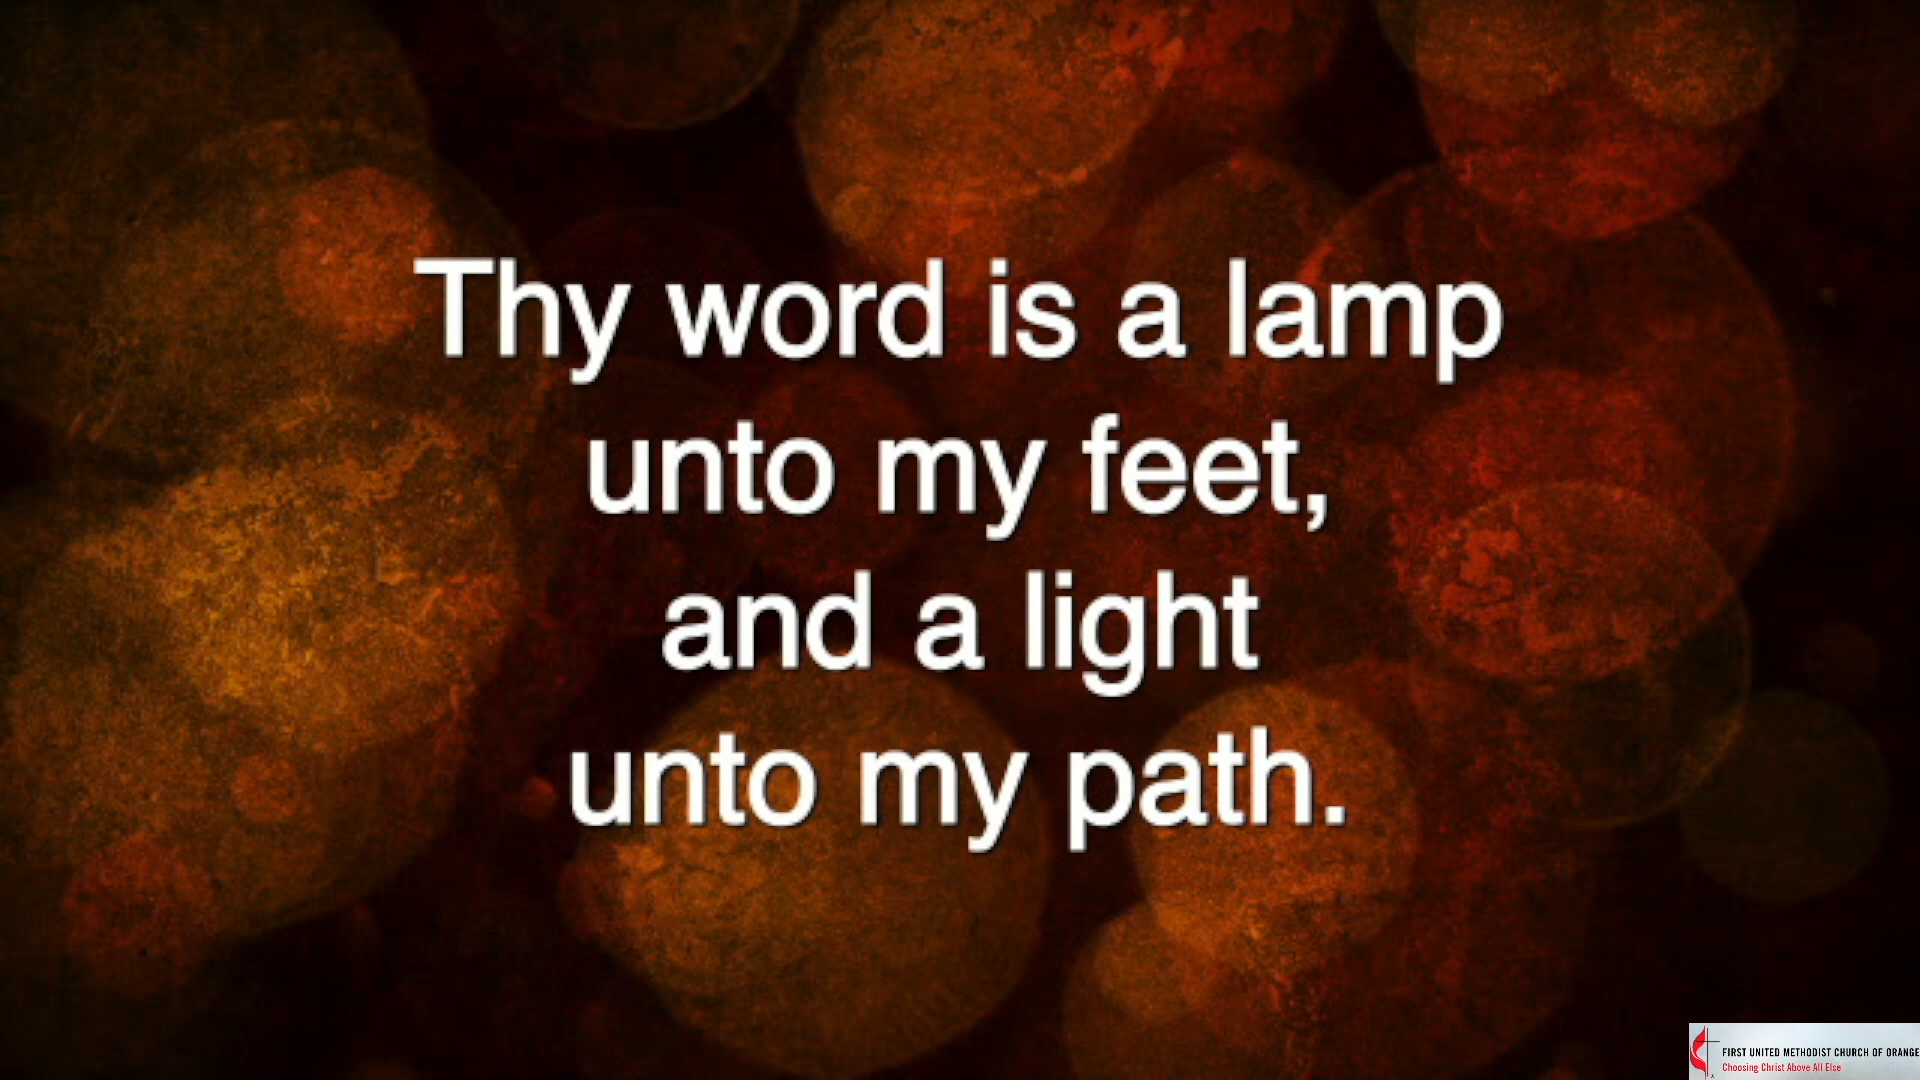 Thy word is a lamp
unto my feet,
and a light
unto my path.
FIRST UNITED METHODIST CHURCH OF ORANGE
Choosing Christ Above All Else